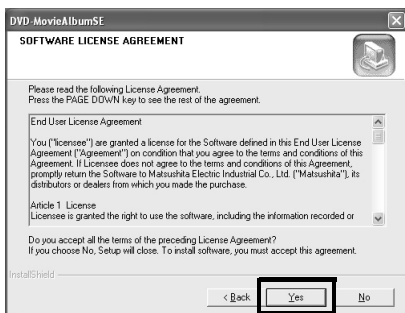 DVD-MovieAlbumSE
SOFTWARE LICENSE AGREEMENT
Please read the following License Agreement.
Press the PAGE DOWN key to see the rest of the agreement.
End User License Agreement
You ("licensee") are granted a license for the Software defined in this End User License
Agreement ("Agreement") on condition that you agree to the terms and conditions of this
Agreement. If Licensee does not agree to the terms and conditions of this Agreement,
promptly return the Software to Matsushita Electric Industrial Co., Ltd. ("Matsushita"), its
distributors or dealers from which you made the purchase.
Article 1 License
Licensee is granted the right to use the software, including the information recorded or
Do you accept all the terms of the preceding License Agreement?
If you choose No, Setup will close. To install software, you must accept this agreement.
InstallShield
< Back Yes No